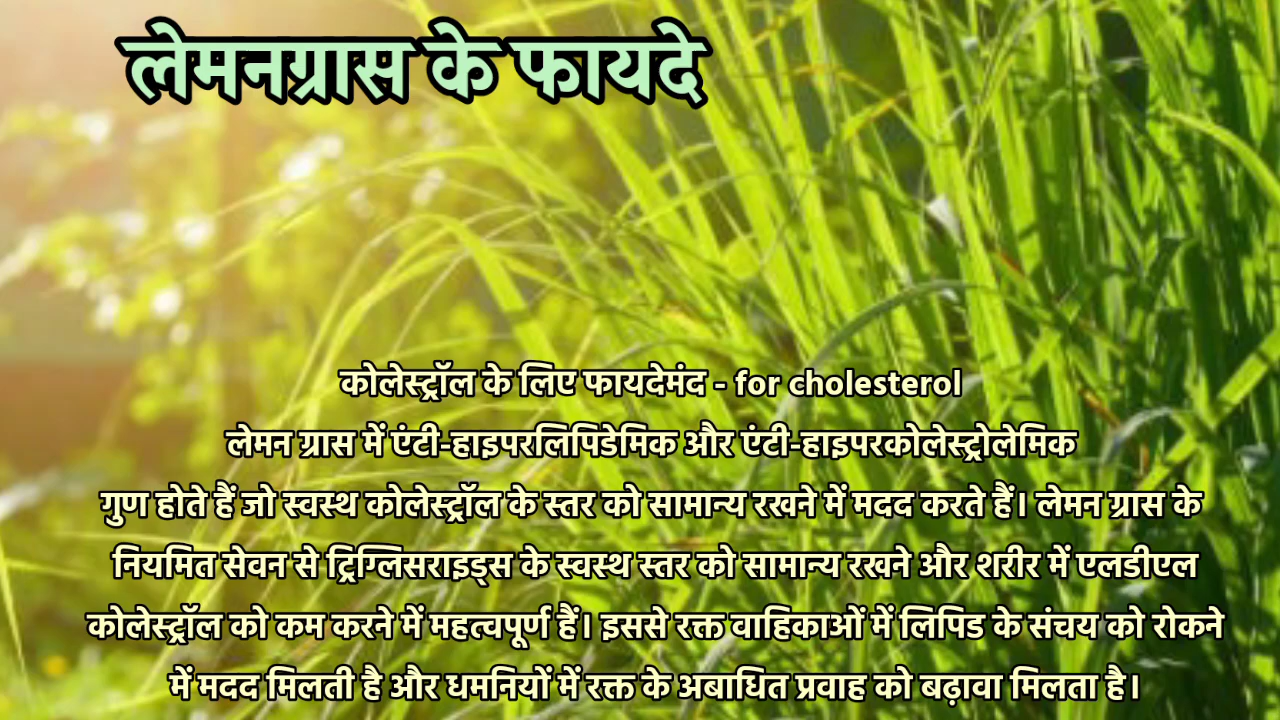 लेमनग्रास के फायदे
कोलेस्ट्रॉल के लिए फायदेमंद - for cholesterol
लेमन ग्रास में एंटी-हाइपरलिपिडेमिक और एंटी-हाइपरकोलेस्ट्रोलेमिक
गुण होते हैं जो स्वस्थ कोलेस्ट्रॉल के स्तर को सामान्य रखने में मदद करते हैं। लेमन ग्रास के
नियमित सेवन से ट्रिग्लिसराइड्स के स्वस्थ स्तर को सामान्य रखने और शरीर में एलडीएल
कोलेस्ट्रॉल को कम करने में महत्वपूर्ण हैं। इससे रक्त वाहिकाओं में लिपिड के संचय को रोकने
में मदद मिलती है और धमनियों में रक्त के अबाधित प्रवाह को बढ़ावा मिलता है।